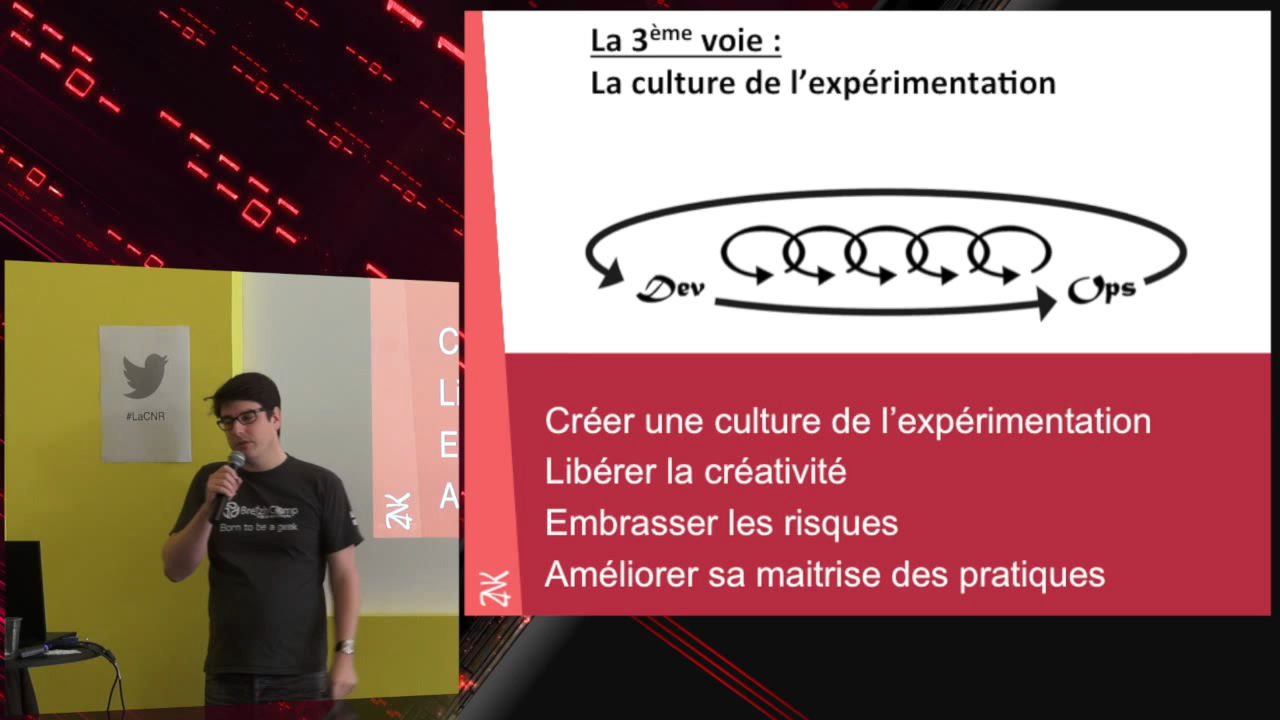 La 3ème voie :
La culture de l’expérimentation
Dev
Ops
Créer une culture de l’expérimentation
Libérer la créativité
Embrasser les risques
Améliorer sa maitrise des pratiques
#LaCNR
C
Li
E
A
Born to be a geek